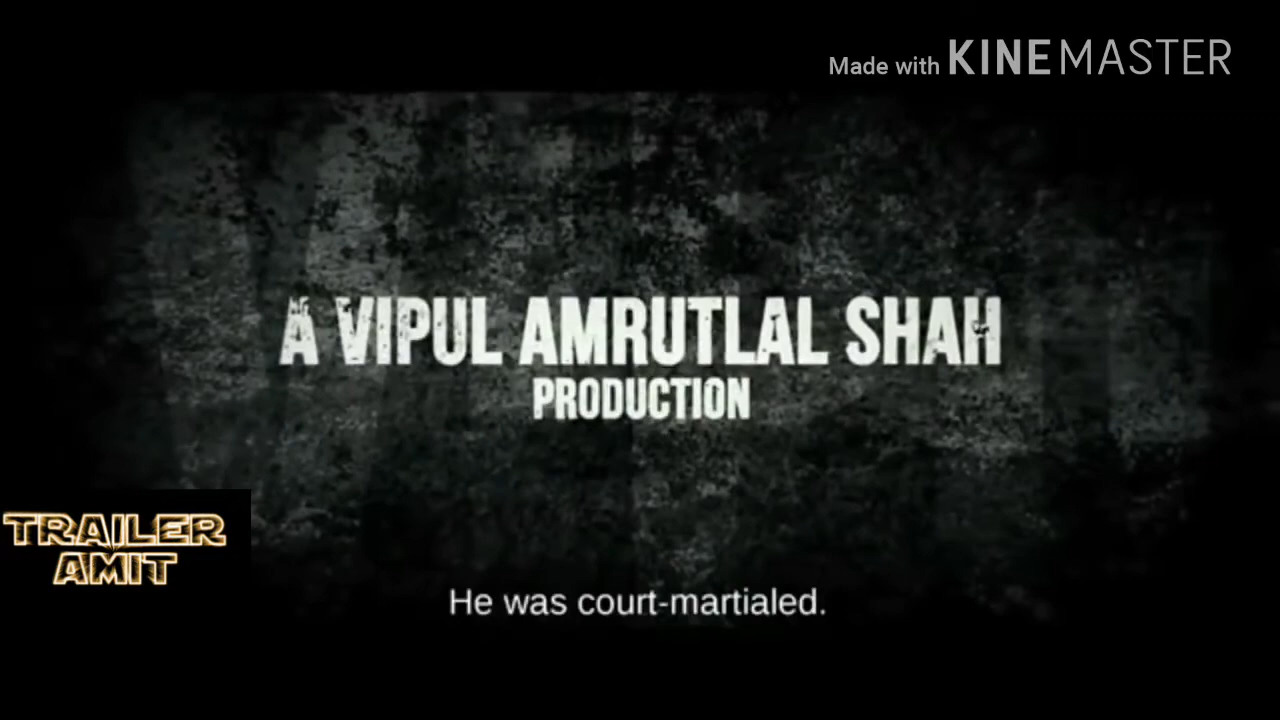 Made with KINEMASTER
A VIPUL AMRUTLAL SHAH
PRODUCTION
TRAILER
AMIT
He was court-martialed.